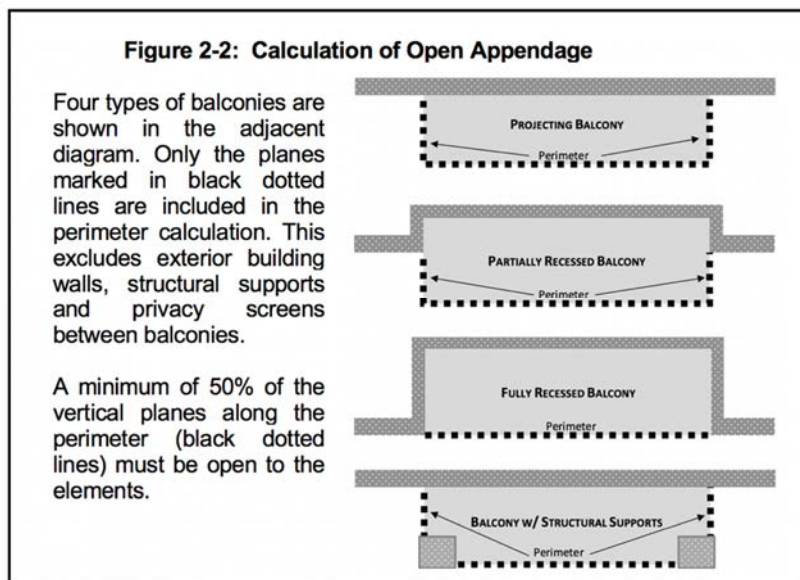 Figure 2-2: Calculation of Open Appendage
Four types of balconies are
shown in the adjacent
diagram. Only the planes
marked in black dotted
lines are included in the
perimeter calculation. This
excludes exterior building
walls, structural supports
and privacy screens
between balconies.
A minimum of 50% of the
vertical planes along the
perimeter (black dotted
lines) must be open to the
elements.
PROJECTING BALCONY
Perimeter
PARTIALLY RECESSED BALCONY
Perimeter
FULLY RECESSED BALCONY
Perimeter
BALCONY W/ STRUCTURAL SUPPORTS
Perimeter